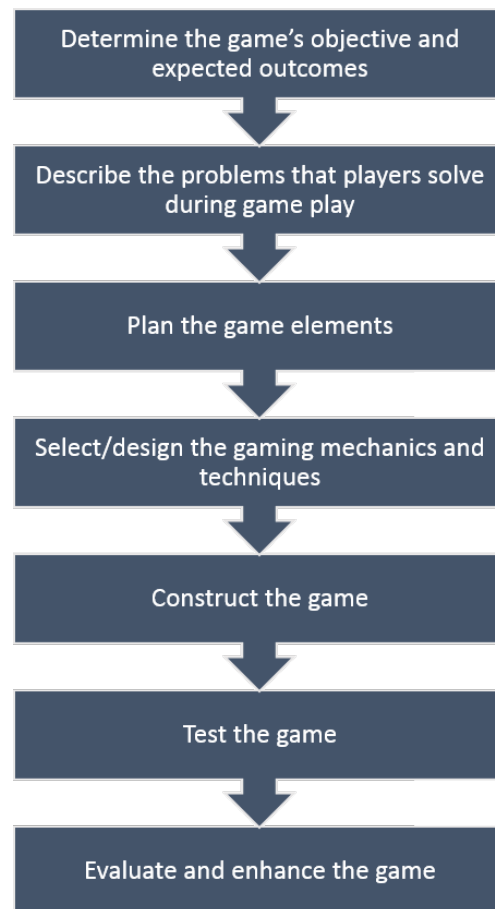 Determine the game’s objective and
expected outcomes
Describe the problems that players solve
during game play
Plan the game elements
Select/design the gaming mechanics and
techniques
Construct the game
Test the game
Evaluate and enhance the game